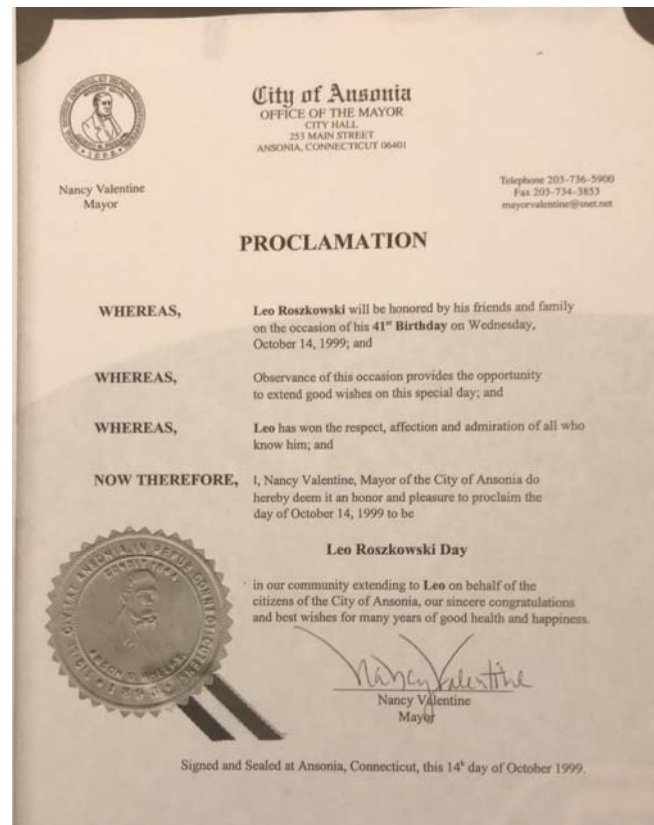 City of Ansonia
OFFICE OF THE MAYOR
CITY HALL
253 MAIN STREET
ANSONIA, CONNECTICUT 06401
Nancy Valentine
Mayor
Telephone 203-736-5900
Fax 203-734-3853
mayorvalentine@snet.net
PROCLAMATION
WHEREAS, Leo Roszkowski will be honored by his friends and family
on the occasion of his 41st Birthday on Wednesday,
October 14, 1999; and
WHEREAS, Observance of this occasion provides the opportunity
to extend good wishes on this special day; and
WHEREAS, Leo has won the respect, affection and admiration of all who
know him; and
NOW THEREFORE, I, Nancy Valentine, Mayor of the City of Ansonia do
hereby deem it an honor and pleasure to proclaim the
day of October 14, 1999 to be
Leo Roszkowski Day
in our community extending to Leo on behalf of the
citizens of the City of Ansonia, our sincere congratulations
and best wishes for many years of good health and happiness.
Nancy Valentine
Nancy Valentine
Mayor
Signed and Sealed at Ansonia, Connecticut, this 14th day of October 1999.